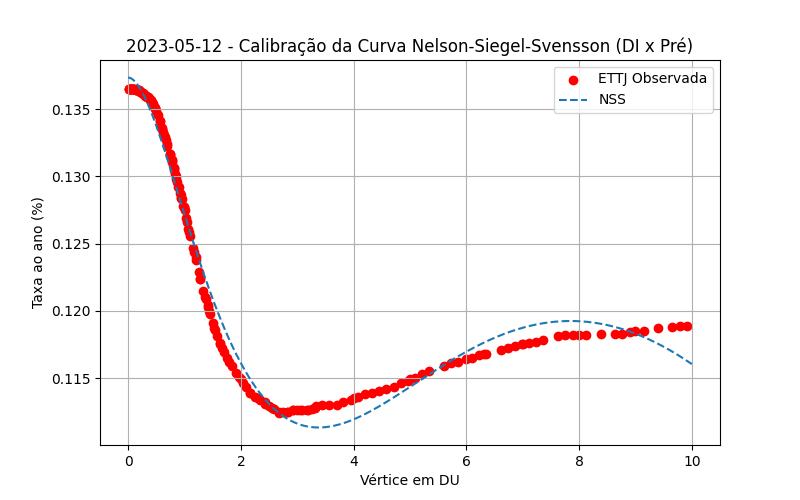 2023-05-12 - Calibração da Curva Nelson-Siegel-Svensson (DI x Pré)
ETTJ Observada
NSS
Taxa ao ano (%)
0.135
0.130
0.125
0.120
0.115
0 2 4 6 8 10
Vértice em DU